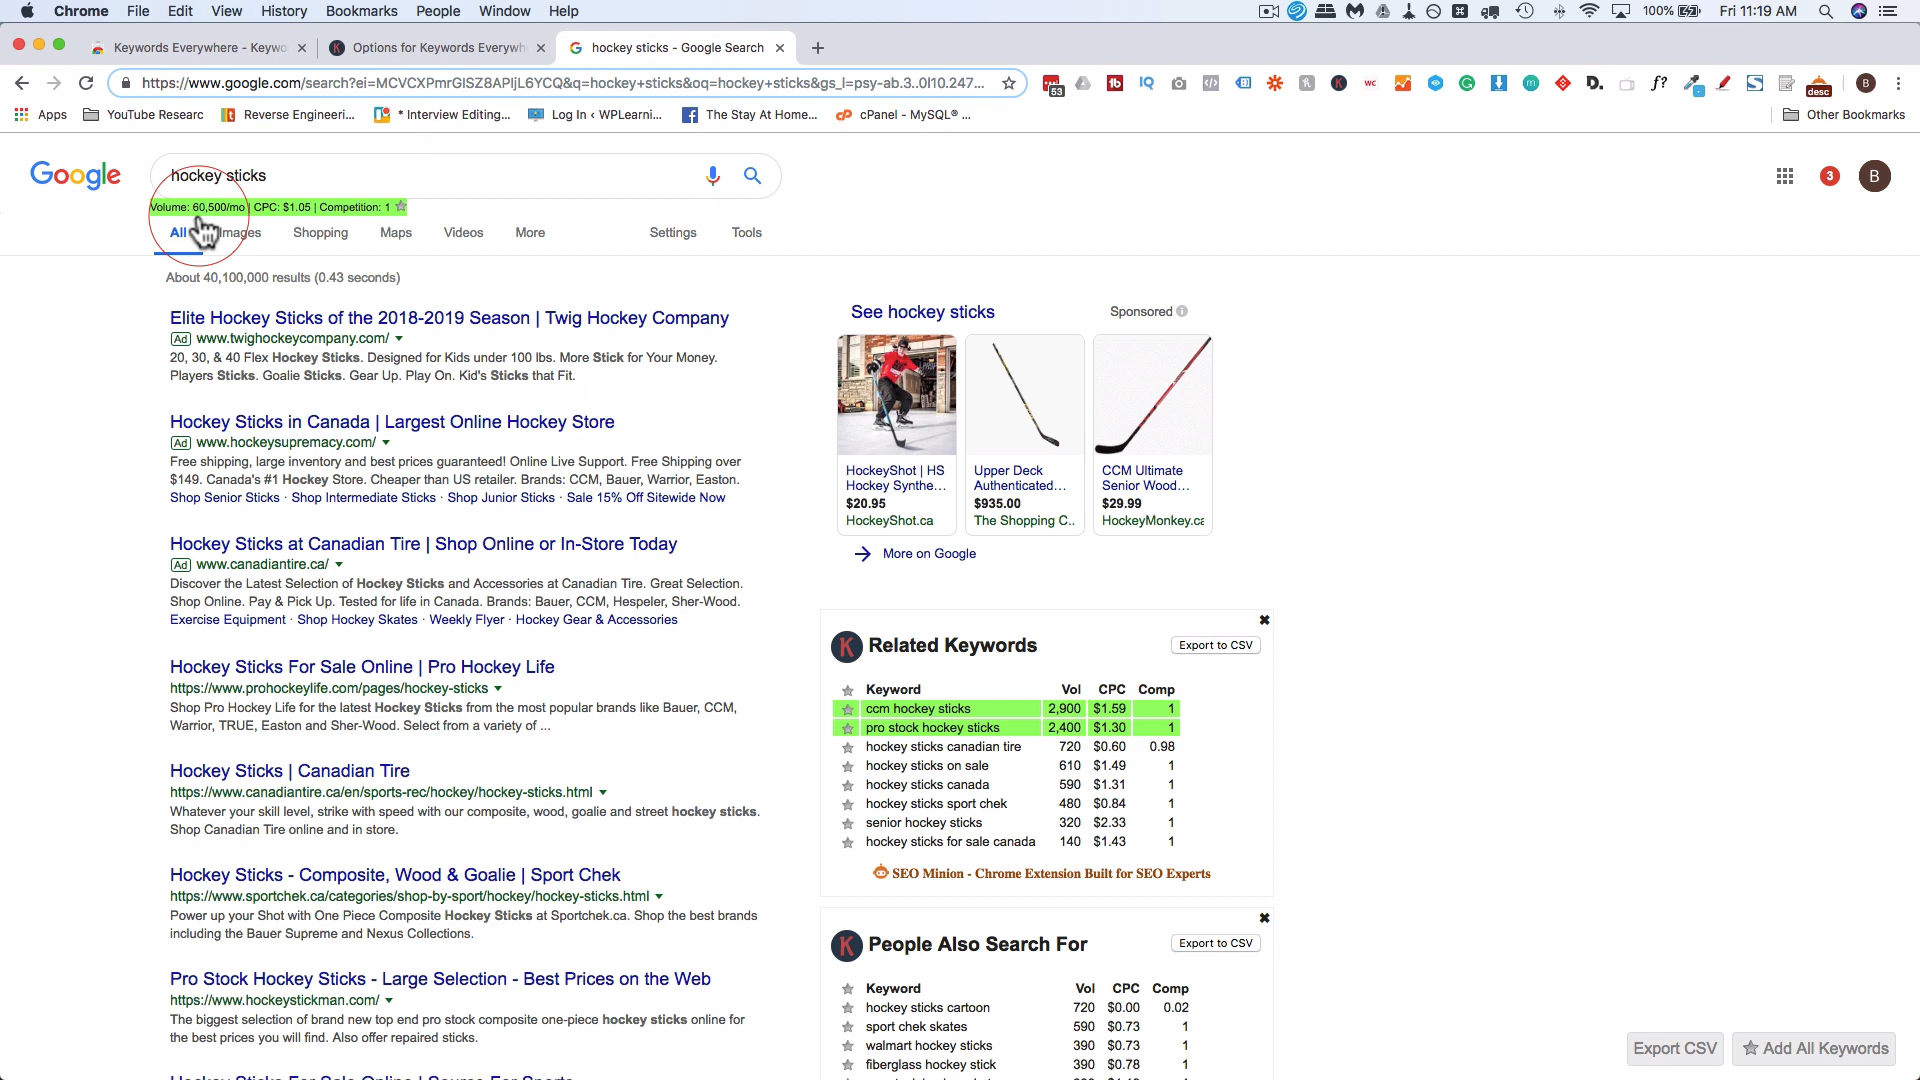 Chrome File Edit View History Bookmarks People Window Help
100% Fri 11:19 AM
Keywords Everywhere - Keywo
Options for Keywords Everywh
hockey sticks - Google Search
https://www.google.com/search?ei=MCVCXPmrGISZ8APljL6YCQ&q=hockey+sticks&oq=hockey+sticks&gs_l=psy-ab.3..0l10.247...
53 IQ WC D. f? desc B
Apps YouTube Researc Reverse Engineeri... * Interview Editing... Log In ‹ WPLearni... The Stay At Home... cPanel - MySQL® ... Other Bookmarks
Google
hockey sticks
3 B
Volume: 60,500/mo | CPC: $1.05 | Competition: 1
All Images Shopping Maps Videos More Settings Tools
About 40,100,000 results (0.43 seconds)
Elite Hockey Sticks of the 2018-2019 Season | Twig Hockey Company
Ad www.twighockeycompany.com/
20, 30, & 40 Flex Hockey Sticks. Designed for Kids under 100 lbs. More Stick for Your Money.
Players Sticks. Goalie Sticks. Gear Up. Play On. Kid's Sticks that Fit.
Hockey Sticks in Canada | Largest Online Hockey Store
Ad www.hockeysupremacy.com/
Free shipping, large inventory and best prices guaranteed! Online Live Support. Free Shipping over
$149. Canada's #1 Hockey Store. Cheaper than US retailer. Brands: CCM, Bauer, Warrior, Easton.
Shop Senior Sticks · Shop Intermediate Sticks · Shop Junior Sticks · Sale 15% Off Sitewide Now
Hockey Sticks at Canadian Tire | Shop Online or In-Store Today
Ad www.canadiantire.ca/
Discover the Latest Selection of Hockey Sticks and Accessories at Canadian Tire. Great Selection.
Shop Online. Pay & Pick Up. Tested for life in Canada. Brands: Bauer, CCM, Hespeler, Sher-Wood.
Exercise Equipment · Shop Hockey Skates · Weekly Flyer · Hockey Gear & Accessories
Hockey Sticks For Sale Online | Pro Hockey Life
https://www.prohockeylife.com/pages/hockey-sticks
Shop Pro Hockey Life for the latest Hockey Sticks from the most popular brands like Bauer, CCM,
Warrior, TRUE, Easton and Sher-Wood. Select from a variety of ...
Hockey Sticks | Canadian Tire
https://www.canadiantire.ca/en/sports-rec/hockey/hockey-sticks.html
Whatever your skill level, strike with speed with our composite, wood, goalie and street hockey sticks.
Shop Canadian Tire online and in store.
Hockey Sticks - Composite, Wood & Goalie | Sport Chek
https://www.sportchek.ca/categories/shop-by-sport/hockey/hockey-sticks.html
Power up your Shot with One Piece Composite Hockey Sticks at Sportchek.ca. Shop the best brands
including the Bauer Supreme and Nexus Collections.
Pro Stock Hockey Sticks - Large Selection - Best Prices on the Web
https://www.hockeystickman.com/
The biggest selection of brand new top end pro stock composite one-piece hockey sticks online for
the best prices you will find. Also offer repaired sticks.
Hockey Sticks For Sale Online | Source For Sports
See hockey sticks Sponsored
HockeyShot | HS
Hockey Synthe...
$20.95
HockeyShot.ca
Upper Deck
Authenticated...
$935.00
The Shopping C..
CCM Ultimate
Senior Wood...
$29.99
HockeyMonkey.ca
More on Google
K Related Keywords Export to CSV
Keyword Vol CPC Comp
ccm hockey sticks 2,900 $1.59 1
pro stock hockey sticks 2,400 $1.30 1
hockey sticks canadian tire 720 $0.60 0.98
hockey sticks on sale 610 $1.49 1
hockey sticks canada 590 $1.31 1
hockey sticks sport chek 480 $0.84 1
senior hockey sticks 320 $2.33 1
hockey sticks for sale canada 140 $1.43 1
SEO Minion - Chrome Extension Built for SEO Experts
K People Also Search For Export to CSV
Keyword Vol CPC Comp
hockey sticks cartoon 720 $0.00 0.02
sport chek skates 590 $0.73 1
walmart hockey sticks 390 $0.73 1
fiberglass hockey stick 390 $0.78 1
Export CSV Add All Keywords